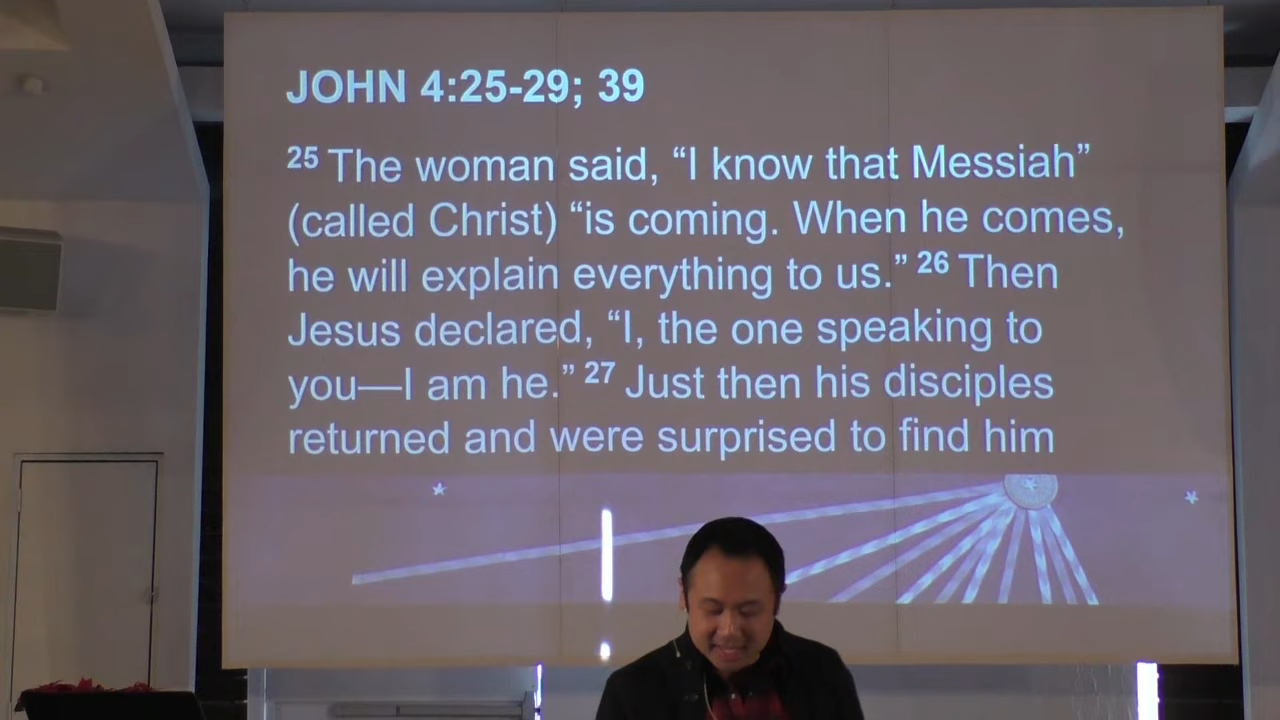 JOHN 4:25-29; 39
25 The woman said, “I know that Messiah”
(called Christ) “is coming. When he comes,
he will explain everything to us.” 26 Then
Jesus declared, “I, the one speaking to
you—I am he.” 27 Just then his disciples
returned and were surprised to find him